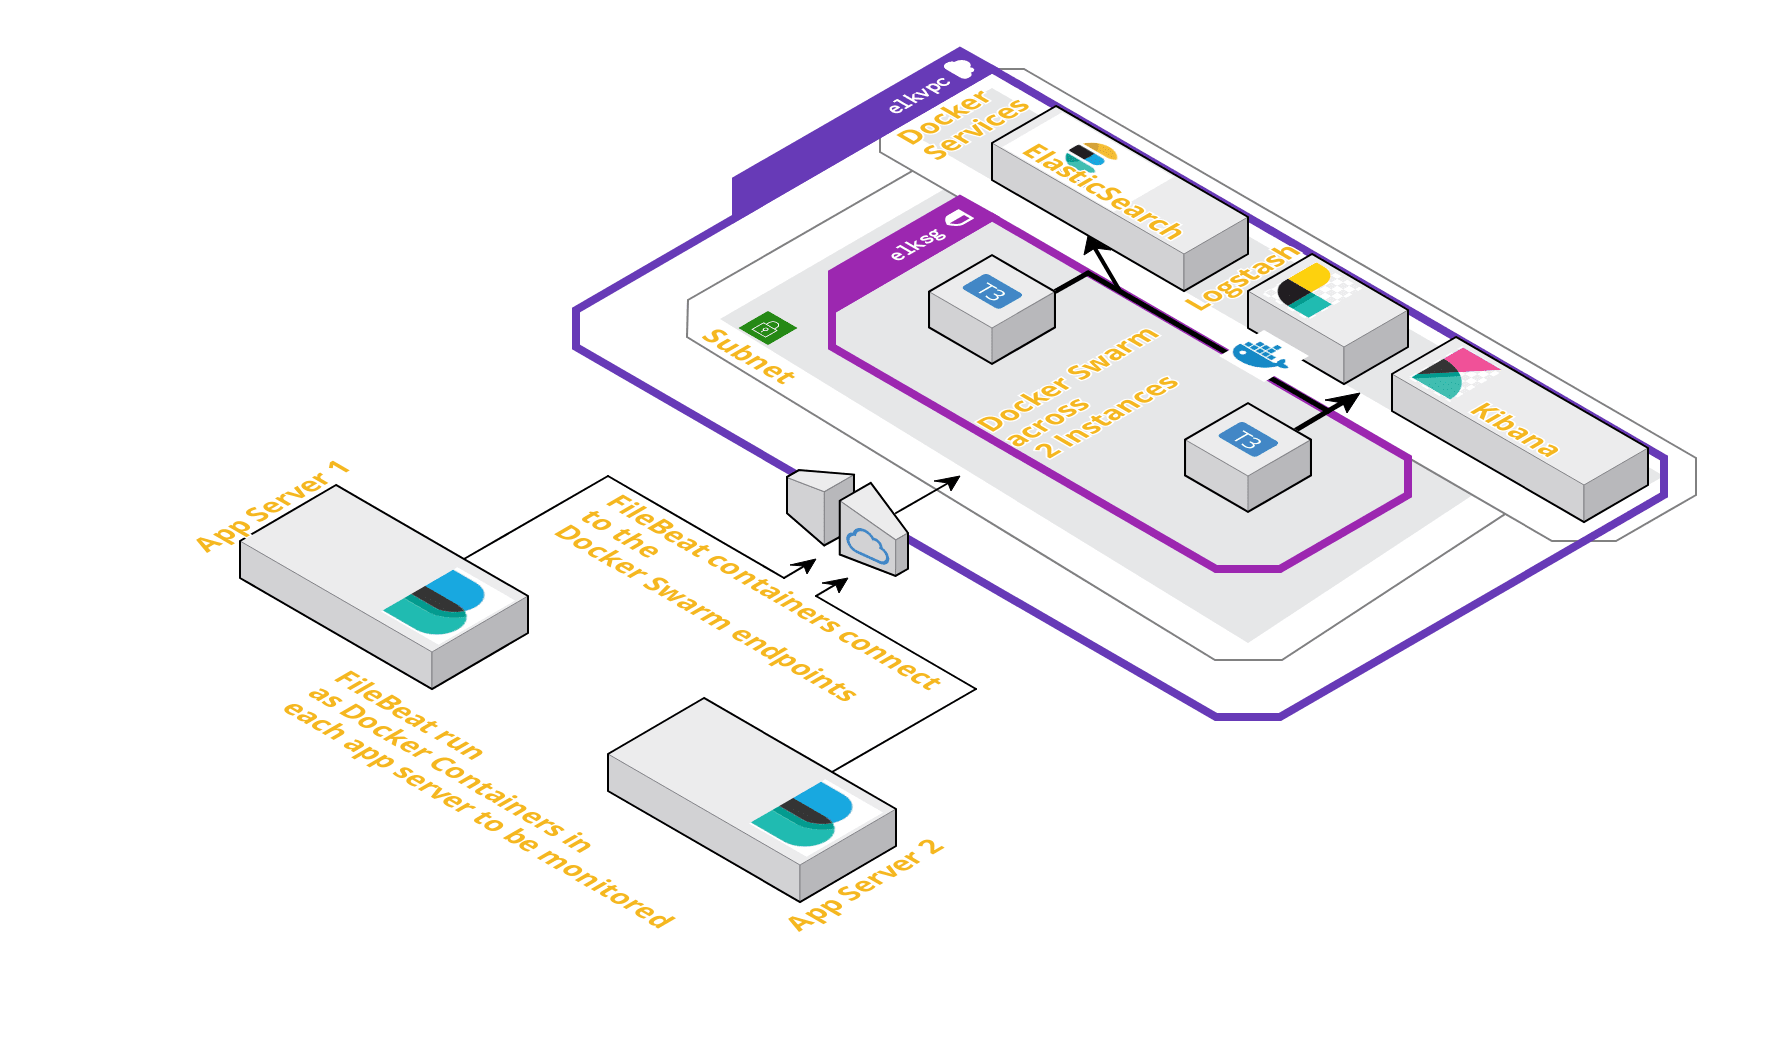 elkvpc
Docker
Services
ElasticSearch
elksg
Logstash
T3
Subnet
Docker Swarm
across
2 Instances
T3
Kibana
App Server 1
FileBeat containers connect
to the
Docker Swarm endpoints
FileBeat run
as Docker Containers in
each app server to be monitored
App Server 2